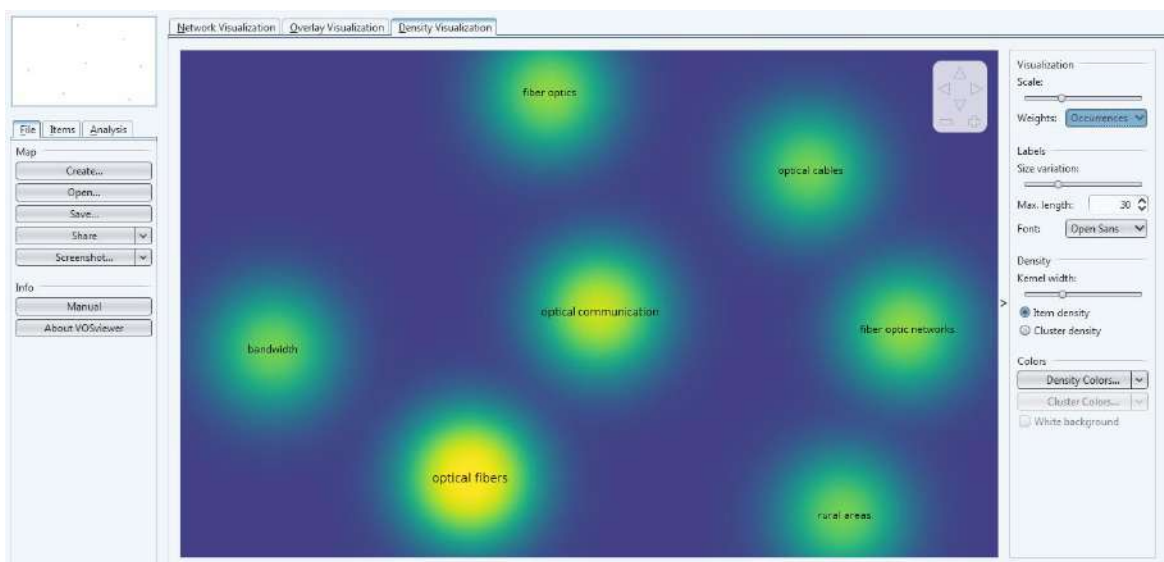 Network Visualization Overlay Visualization Density Visualization
File Items Analysis
Map
Create...
Open...
Save...
Share
Screenshot...
Info
Manual
About VOSviewer
fiber optics
optical cables
optical communication
fiber optic networks
bandwidth
optical fibers
rural areas
>
Visualization
Scale:
Weights: Occurrences
Labels
Size variation:
Max. length: 30
Font: Open Sans
Density
Kernel width:
Item density
Cluster density
Colors
Density Colors...
Cluster Colors...
White background